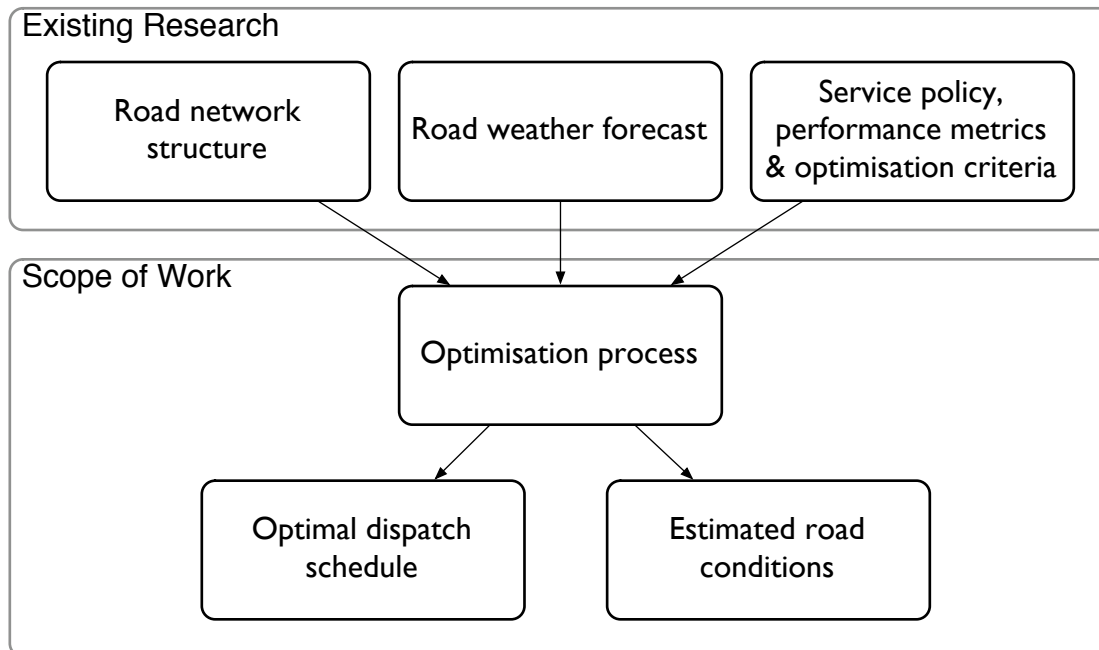 Existing Research
Road network
structure
Road weather forecast
Service policy,
performance metrics
& optimisation criteria
Scope of Work
Optimisation process
Optimal dispatch
schedule
Estimated road
conditions